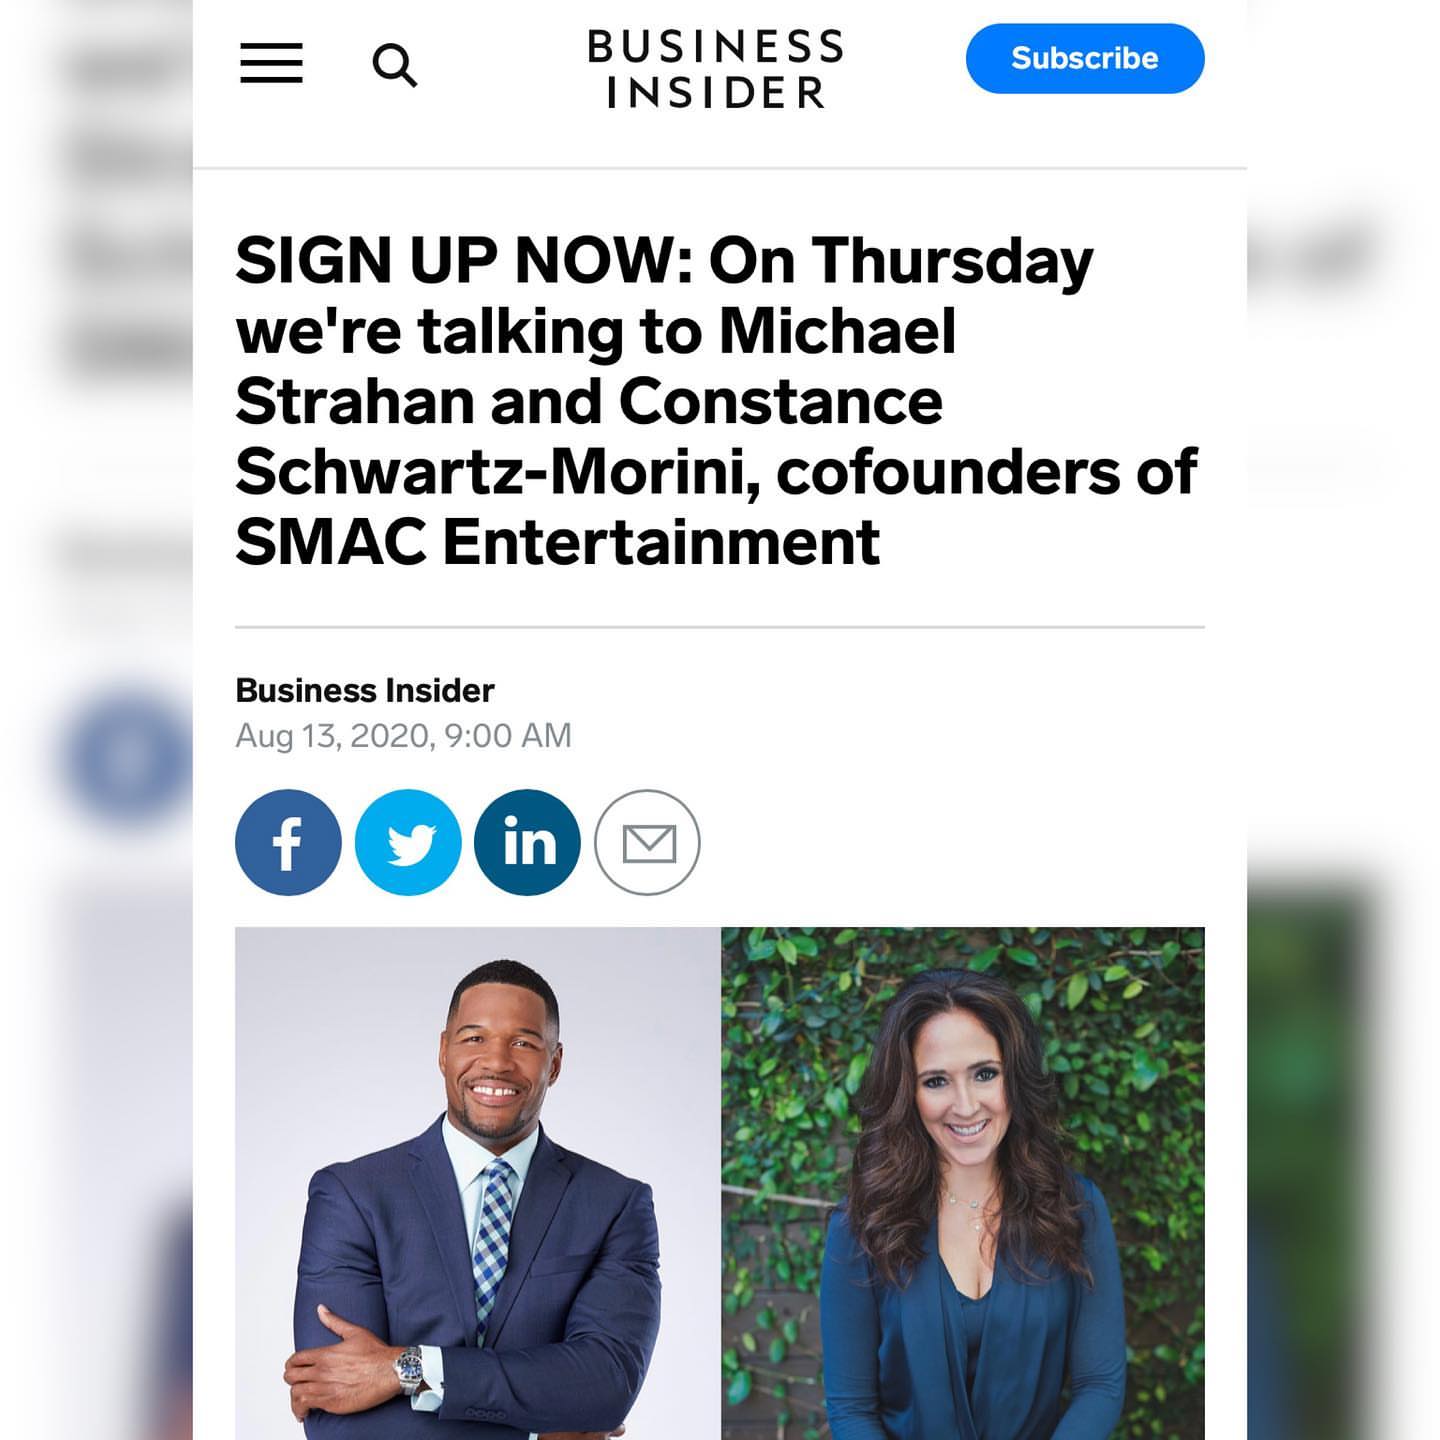 BUSINESS
INSIDER
Subscribe
SIGN UP NOW: On Thursday
we're talking to Michael
Strahan and Constance
Schwartz-Morini, cofounders of
SMAC Entertainment
Business Insider
Aug 13, 2020, 9:00 AM
f
in